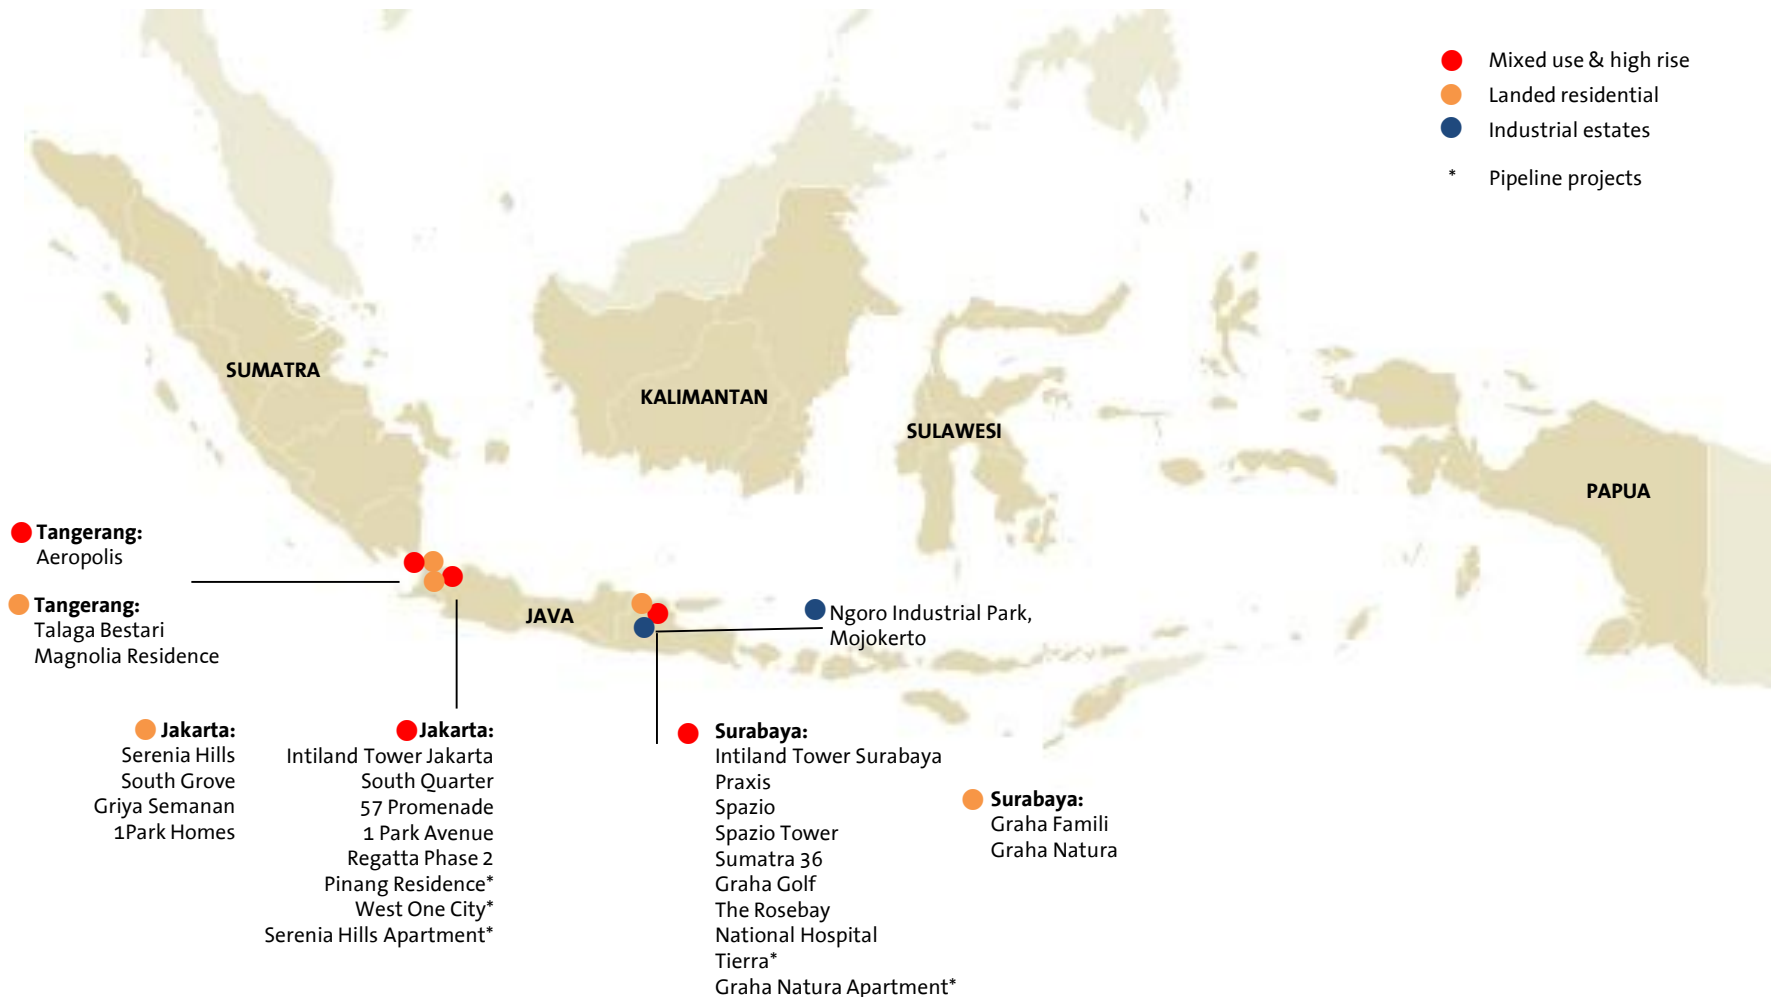 Mixed use & high rise
Landed residential
Industrial estates
* Pipeline projects
SUMATRA
KALIMANTAN
SULAWESI
PAPUA
JAVA
Tangerang:
Aeropolis
Tangerang:
Talaga Bestari
Magnolia Residence
Ngoro Industrial Park,
Mojokerto
Jakarta:
Serenia Hills
South Grove
Griya Semanan
1Park Homes
Jakarta:
Intiland Tower Jakarta
South Quarter
57 Promenade
1 Park Avenue
Regatta Phase 2
Pinang Residence*
West One City*
Serenia Hills Apartment*
Surabaya:
Intiland Tower Surabaya
Praxis
Spazio
Spazio Tower
Sumatra 36
Graha Golf
The Rosebay
National Hospital
Tierra*
Graha Natura Apartment*
Surabaya:
Graha Famili
Graha Natura